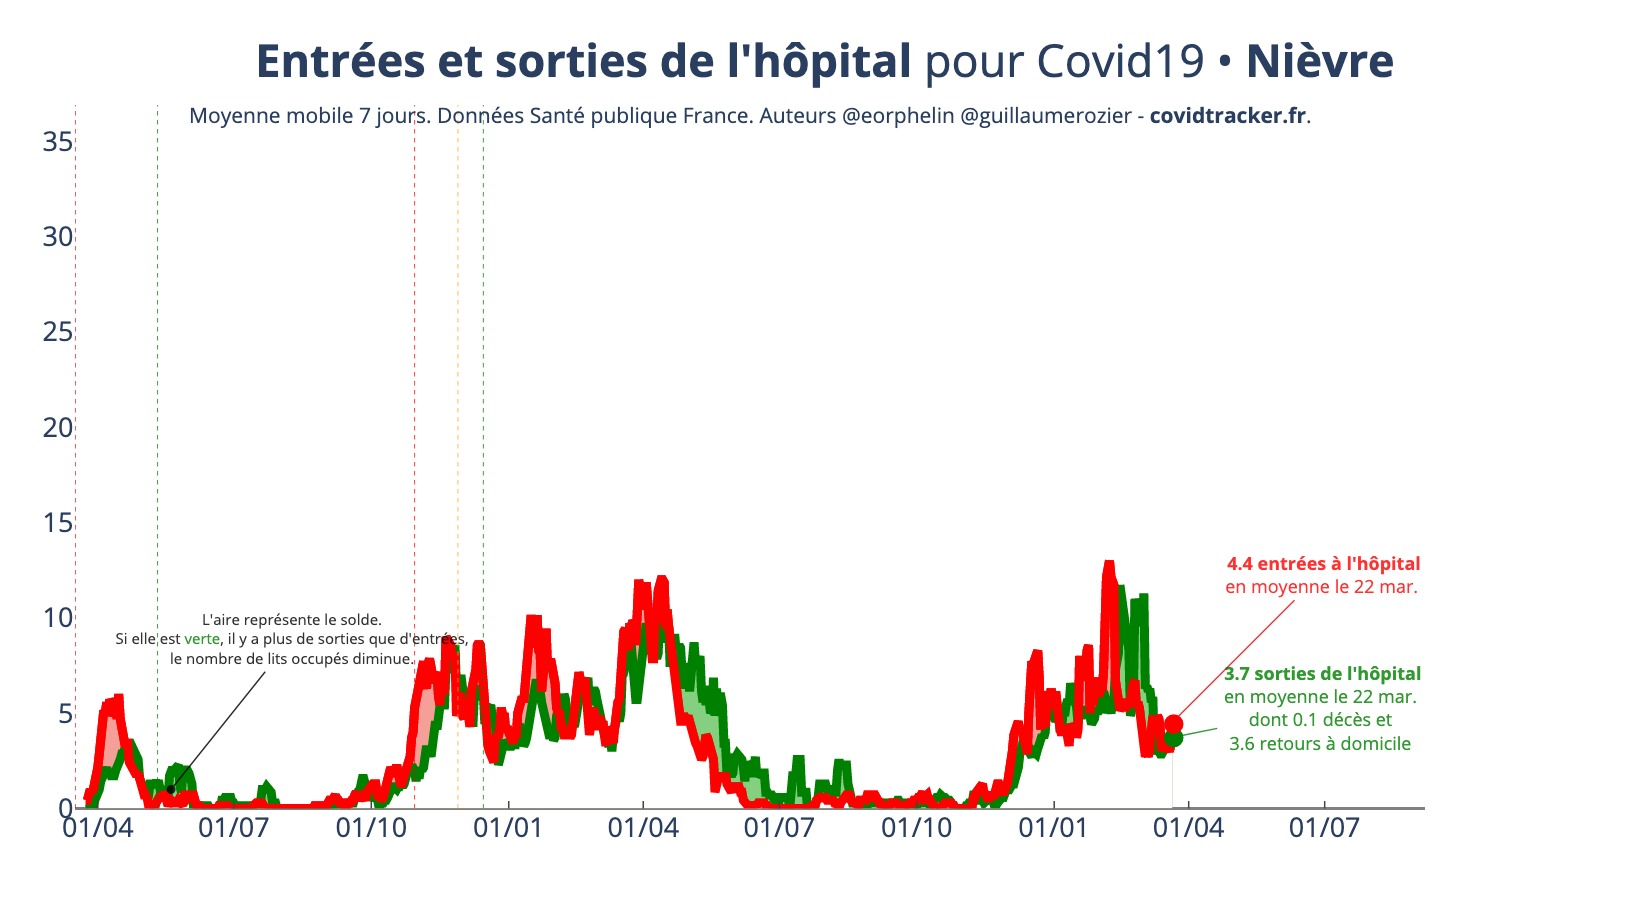 Entrées et sorties de l'hôpital pour Covid19 • Nièvre
Moyenne mobile 7 jours. Données Santé publique France. Auteurs @eorphelin @guillaumerozier - covidtracker.fr.
35
30
25
20
15
10
5
0
L'aire représente le solde.
Si elle est verte, il y a plus de sorties que d'entrées,
le nombre de lits occupés diminue.
4.4 entrées à l'hôpital
en moyenne le 22 mar.
3.7 sorties de l'hôpital
en moyenne le 22 mar.
dont 0.1 décès et
3.6 retours à domicile
01/04 01/07 01/10 01/01 01/04 01/07 01/10 01/01 01/04 01/07